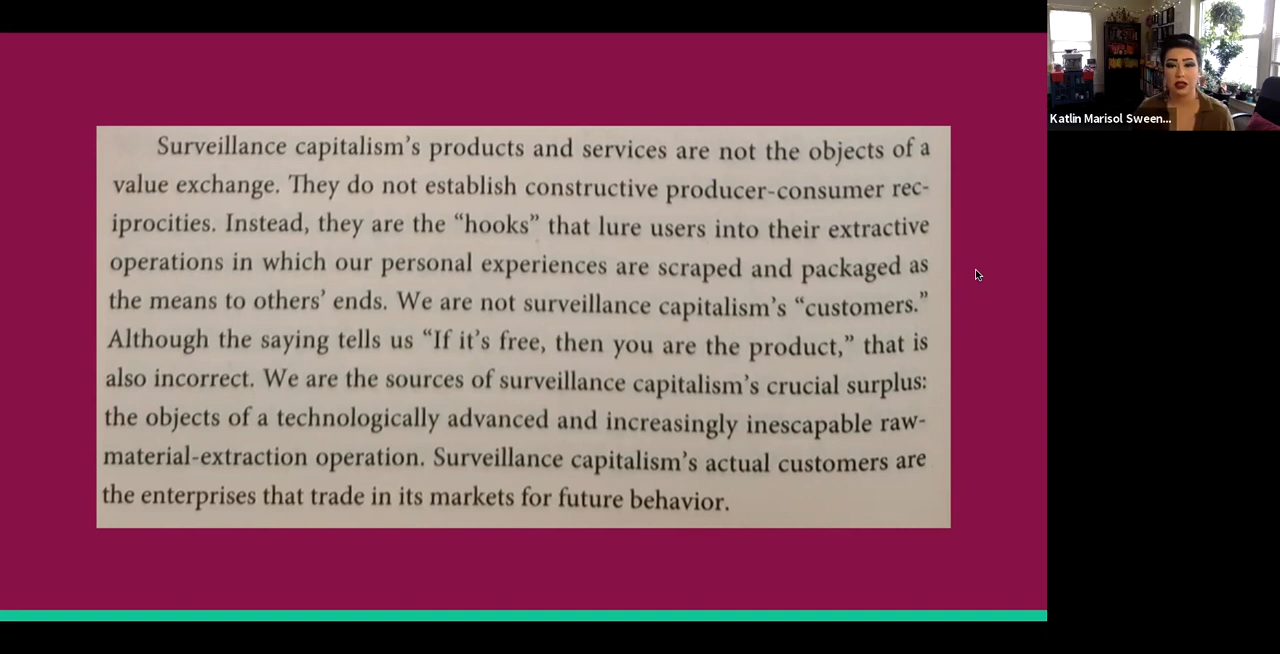 Surveillance capitalism's products and services are not the objects of a
value exchange. They do not establish constructive producer-consumer rec-
iprocities. Instead, they are the “hooks” that lure users into their extractive
operations in which our personal experiences are scraped and packaged as
the means to others' ends. We are not surveillance capitalism's “customers.”
Although the saying tells us “If it's free, then you are the product,” that is
also incorrect. We are the sources of surveillance capitalism's crucial surplus:
the objects of a technologically advanced and increasingly inescapable raw-
material-extraction operation. Surveillance capitalism's actual customers are
the enterprises that trade in its markets for future behavior.
Katlin Marisol Sween...